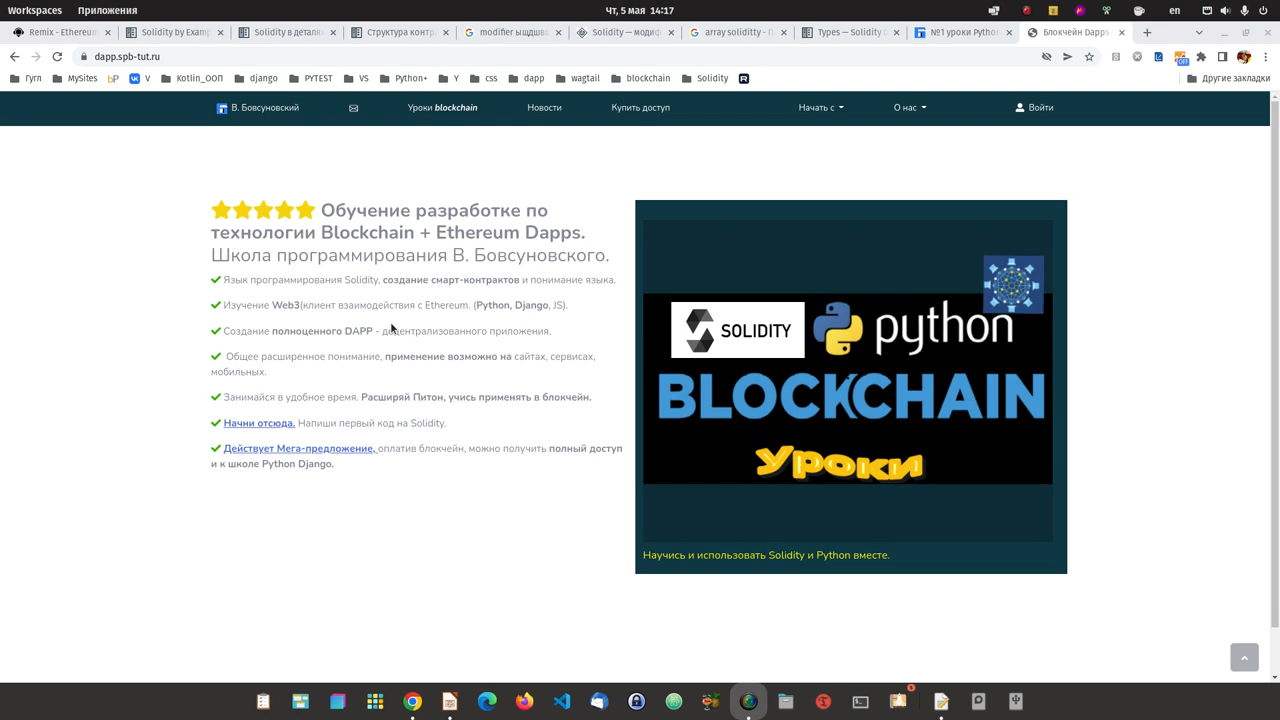 Workspaces Приложения Чт, 5 мая 14:17 en
Remix - Ethereum Solidity by Examp Solidity в деталях Структура контр modifier ыщдшвш Solidity — модиф array soliditty - П Types — Solidity №1 уроки Python Блокчейн Dapps
dapp.spb-tut.ru
Гугл MySites bP V Kotlin_ООП django PYTEST VS Python+ Y css dapp wagtail blockchain Solidity Другие закладки
В. Бовсуновский Уроки blockchain Новости Купить доступ Начать с О нас Войти
Обучение разработке по
технологии Blockchain + Ethereum Dapps.
Школа программирования В. Бовсуновского.
Язык программирования Solidity, создание смарт-контрактов и понимание языка.
Изучение Web3(клиент взаимодействия с Ethereum. (Python, Django, JS).
Создание полноценного DAPP - децентрализованного приложения.
Общее расширенное понимание, применение возможно на сайтах, сервисах,
мобильных.
Занимайся в удобное время. Расширяй Питон, учись применять в блокчейн.
Начни отсюда. Напиши первый код на Solidity.
Действует Мега-предложение, оплатив блокчейн, можно получить полный доступ
и к школе Python Django.
SOLIDITY python
BLOCKCHAIN
Уроки
Научись и использовать Solidity и Python вместе.